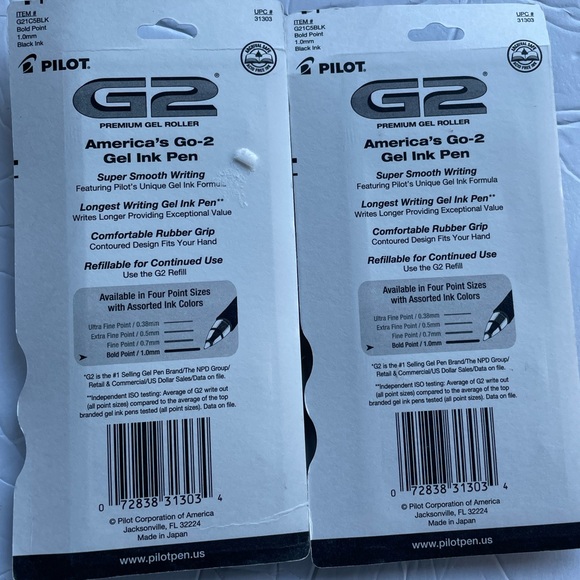 ITEM #
G21C5BLK
Bold Point
1.0mm
Black Ink
UPC #
31303
ARCHIVAL SAFE
ACID FREE INK
PILOT
G2
PREMIUM GEL ROLLER
America's Go-2
Gel Ink Pen
Super Smooth Writing
Featuring Pilot's Unique Gel Ink
Longest Writing Gel Ink Pen**
Writes Longer Providing Exceptional Value
Comfortable Rubber Grip
Contoured Design Fits Your Hand
Refillable for Continued Use
Use the G2 Refill
Available in Four Point Sizes
with Assorted Ink Colors
Ultra Fine Point / 0.38mm
Extra Fine Point / 0.5mm
Fine Point / 0.7mm
Bold Point / 1.0mm
*G2 is the #1 Selling Gel Pen Brand/The NPD Group/
Retail & Commercial/US Dollar Sales/Data on file.
**Independent ISO testing: Average of G2 write out
(all point sizes) compared to the average of the top
branded gel ink pens tested (all point sizes). Data on file.
0 72838 31303 4
© Pilot Corporation of America
Jacksonville, FL 32224
Made in Japan
www.pilotpen.us
ITEM #
G21C5BLK
Bold Point
1.0mm
Black Ink
UPC #
31303
ARCHIVAL SAFE
ACID FREE INK
PILOT
G2
PREMIUM GEL ROLLER
America's Go-2
Gel Ink Pen
Super Smooth Writing
Featuring Pilot's Unique Gel Ink Formula
Longest Writing Gel Ink Pen**
Writes Longer Providing Exceptional Value
Comfortable Rubber Grip
Contoured Design Fits Your Hand
Refillable for Continued Use
Use the G2 Refill
Available in Four Point Sizes
with Assorted Ink Colors
Ultra Fine Point / 0.38mm
Extra Fine Point / 0.5mm
Fine Point / 0.7mm
Bold Point / 1.0mm
*G2 is the #1 Selling Gel Pen Brand/The NPD Group/
Retail & Commercial/US Dollar Sales/Data on file.
**Independent ISO testing: Average of G2 write out
(all point sizes) compared to the average of the top
branded gel ink pens tested (all point sizes). Data on file.
0 72838 31303 4
© Pilot Corporation of America
Jacksonville, FL 32224
Made in Japan
www.pilotpen.us